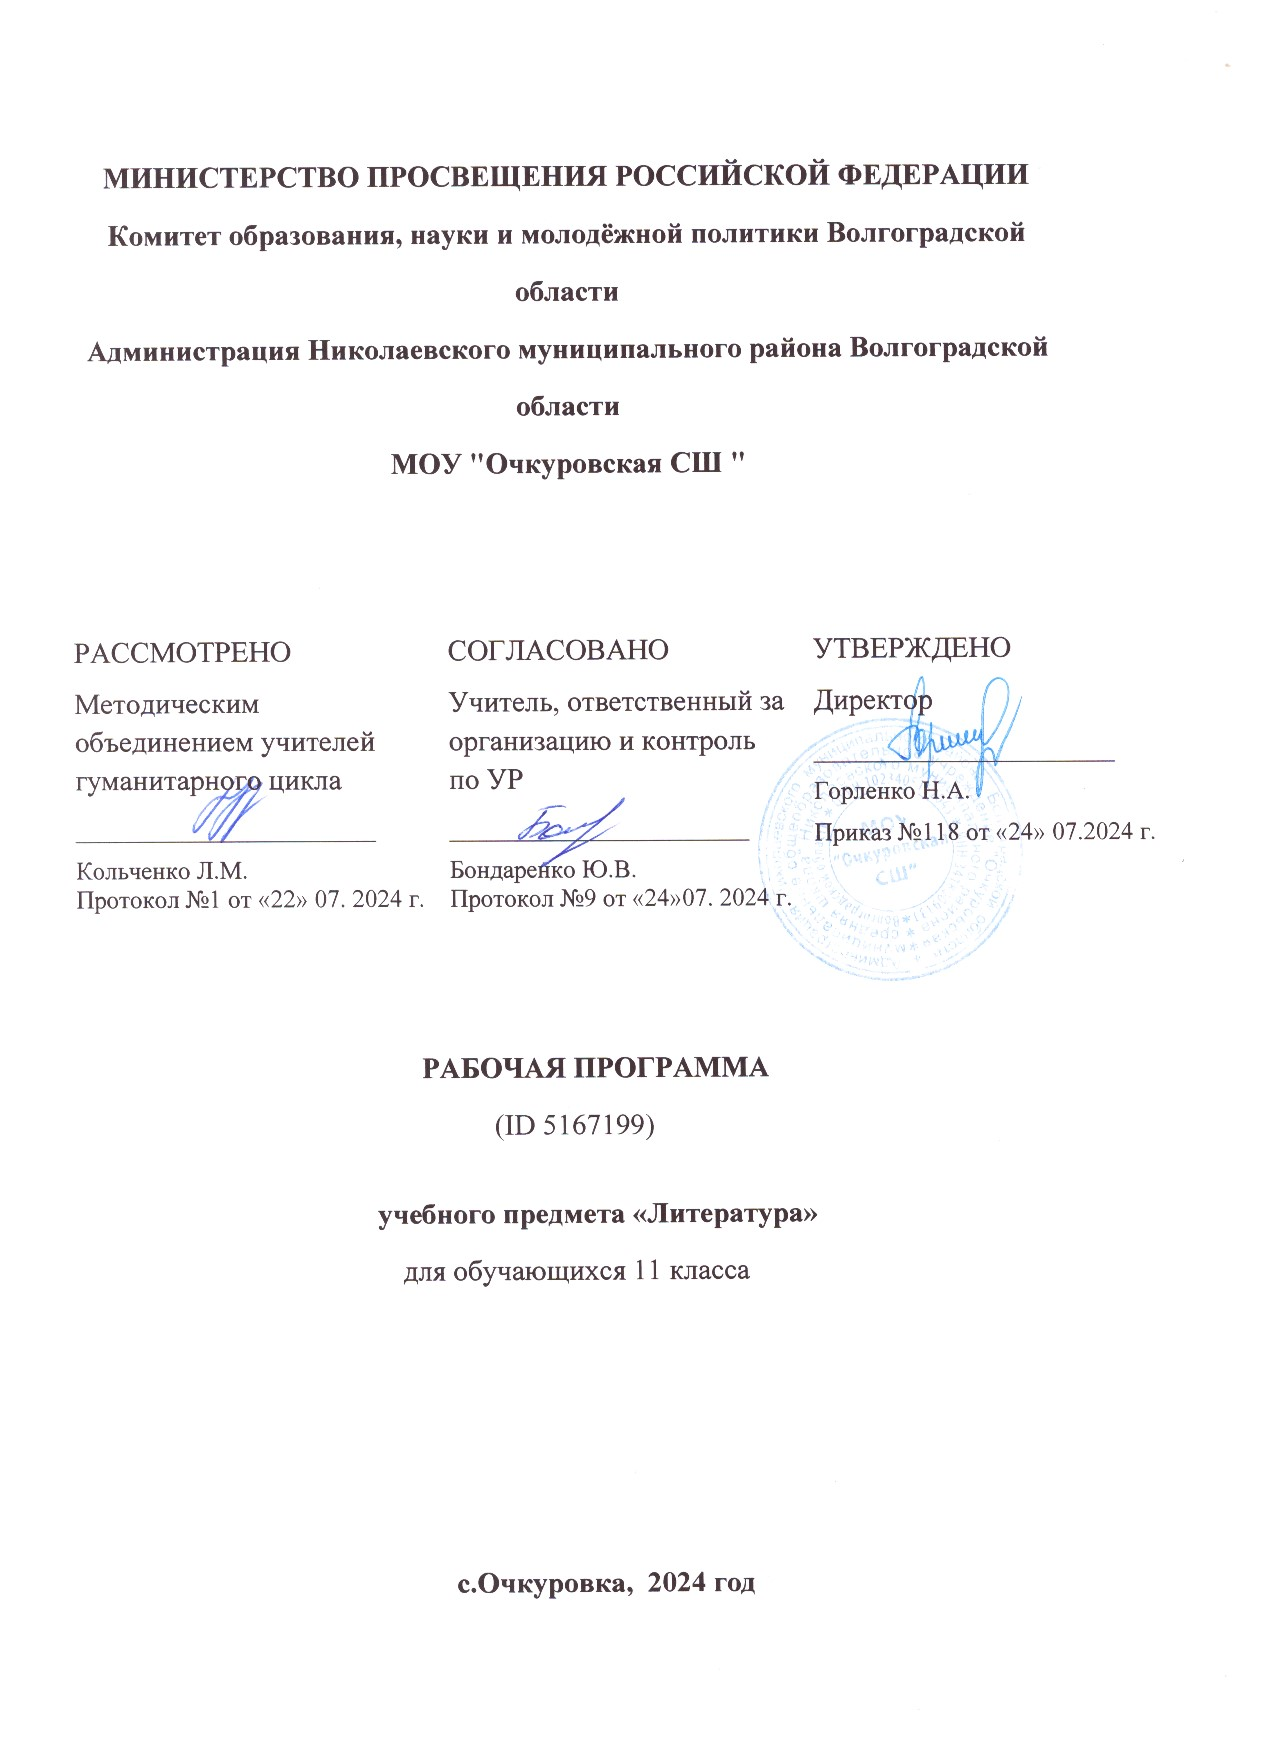 МИНИСТЕРСТВО ПРОСВЕЩЕНИЯ РОССИЙСКОЙ ФЕДЕРАЦИИ
Комитет образования, науки и молодёжной политики Волгоградской
области
Администрация Николаевского муниципального района Волгоградской
области
МОУ "Очкуровская СШ "
РАССМОТРЕНО
Методическим
объединением учителей
гуманитарного цикла
Кольченко Л.М.
Протокол №1 от «22» 07. 2024 г.
СОГЛАСОВАНО
Учитель, ответственный за
организацию и контроль
по УР
Бондаренко Ю.В.
Протокол №9 от «24»07. 2024 г.
УТВЕРЖДЕНО
Директор
Горленко Н.А.
Приказ №118 от «24» 07.2024 г.
МОУ
"Очкуровская
СШ"
РАБОЧАЯ ПРОГРАММА
(ID 5167199)
учебного предмета «Литература»
для обучающихся 11 класса
с.Очкуровка,  2024 год